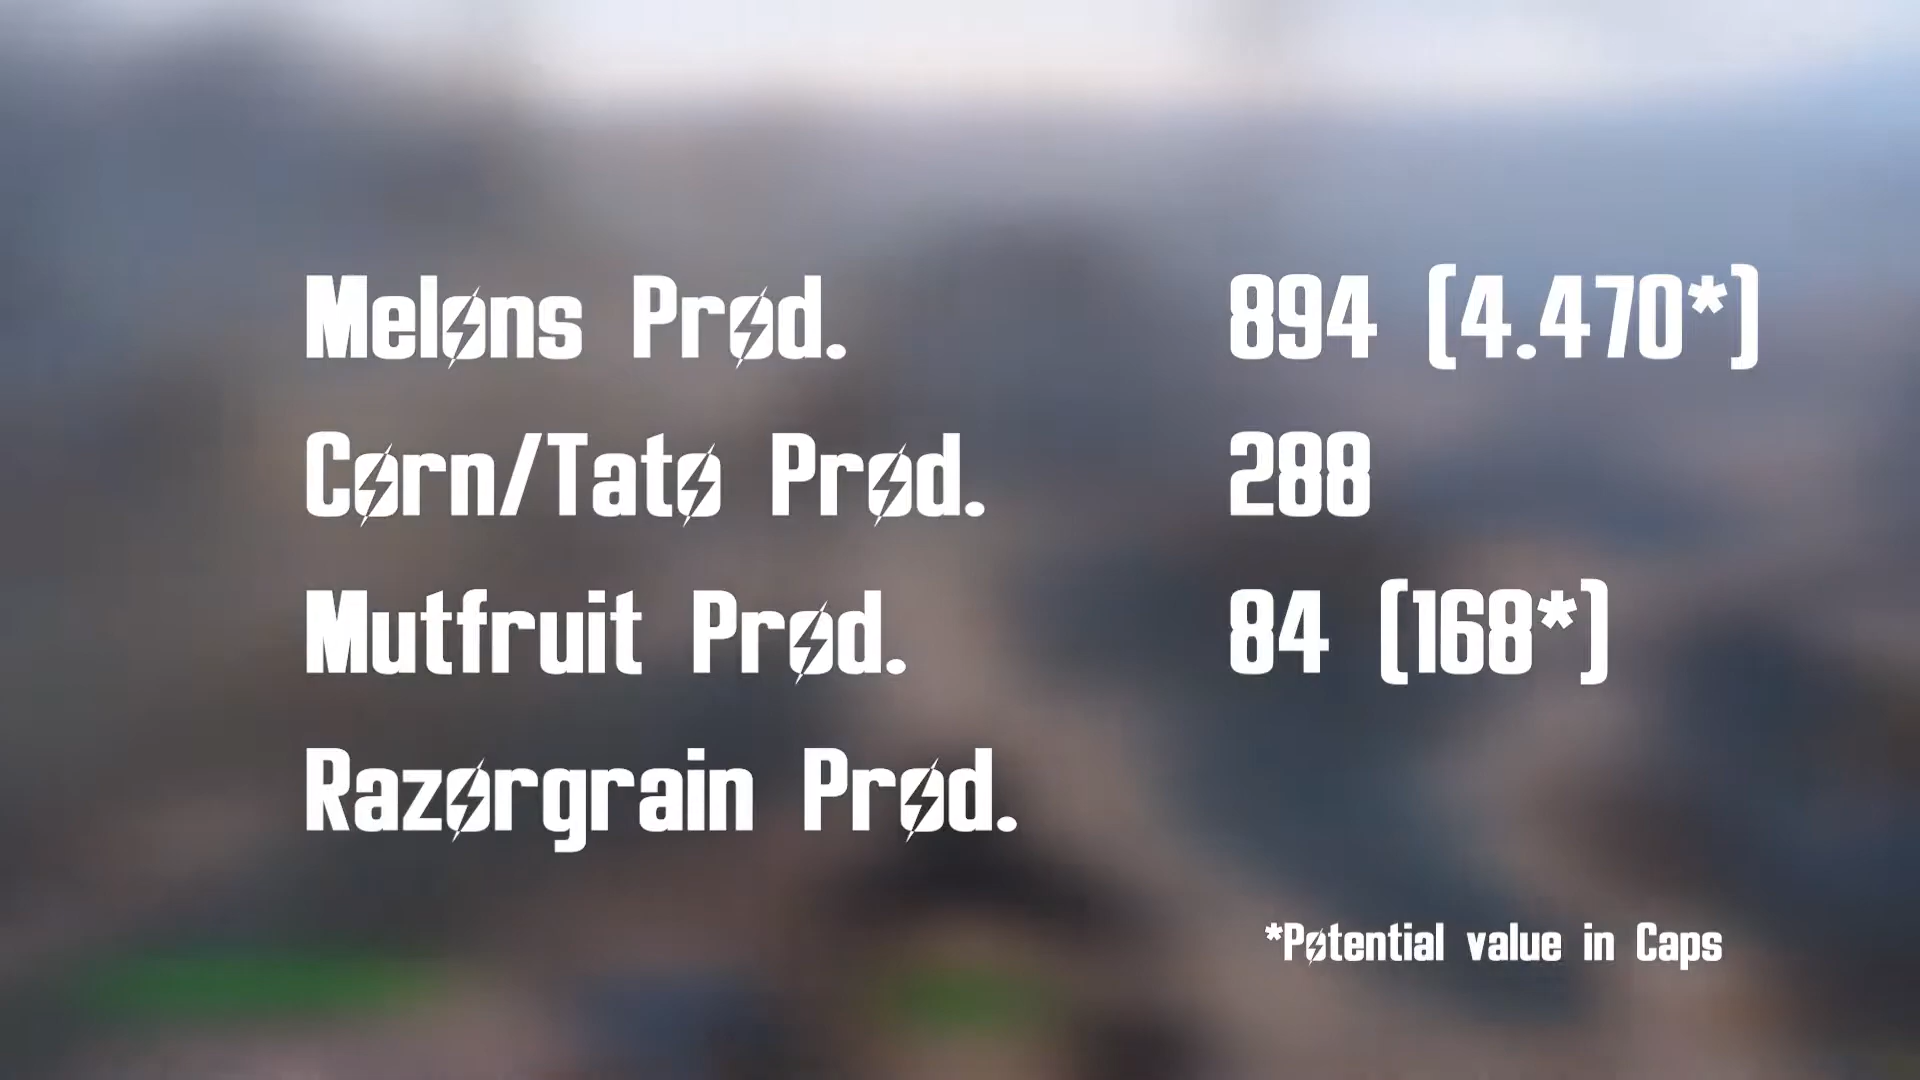 Melons Prod. 894 (4.470*)
Corn/Tato Prod. 288
Mutfruit Prod. 84 (168*)
Razorgrain Prod.
*Potential value in Caps